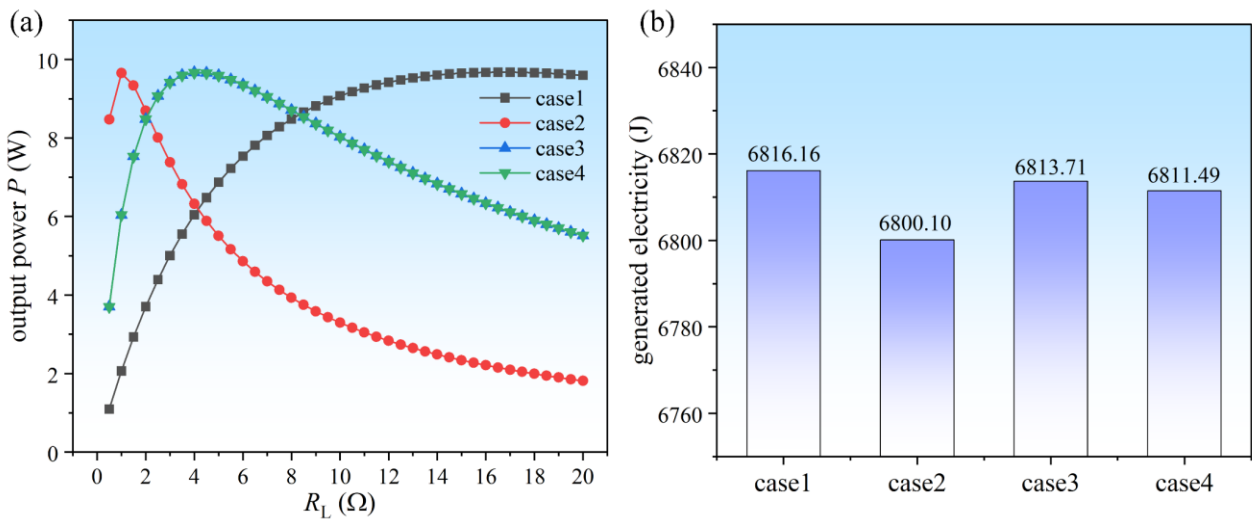 (a)
output power P (W)
10
8
6
4
2
0
case1
case2
case3
case4
0 2 4 6 8 10 12 14 16 18 20
R_L (Ω)
(b)
generated electricity (J)
6840
6820
6800
6780
6760
6816.16
6800.10
6813.71
6811.49
case1 case2 case3 case4